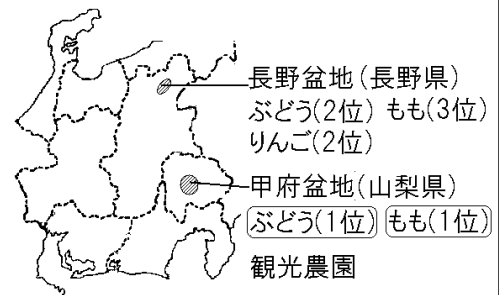 長野盆地(長野県)
ぶどう(2位) もも(3位)
りんご(2位)
甲府盆地(山梨県)
ぶどう(1位) もも(1位)
観光農園